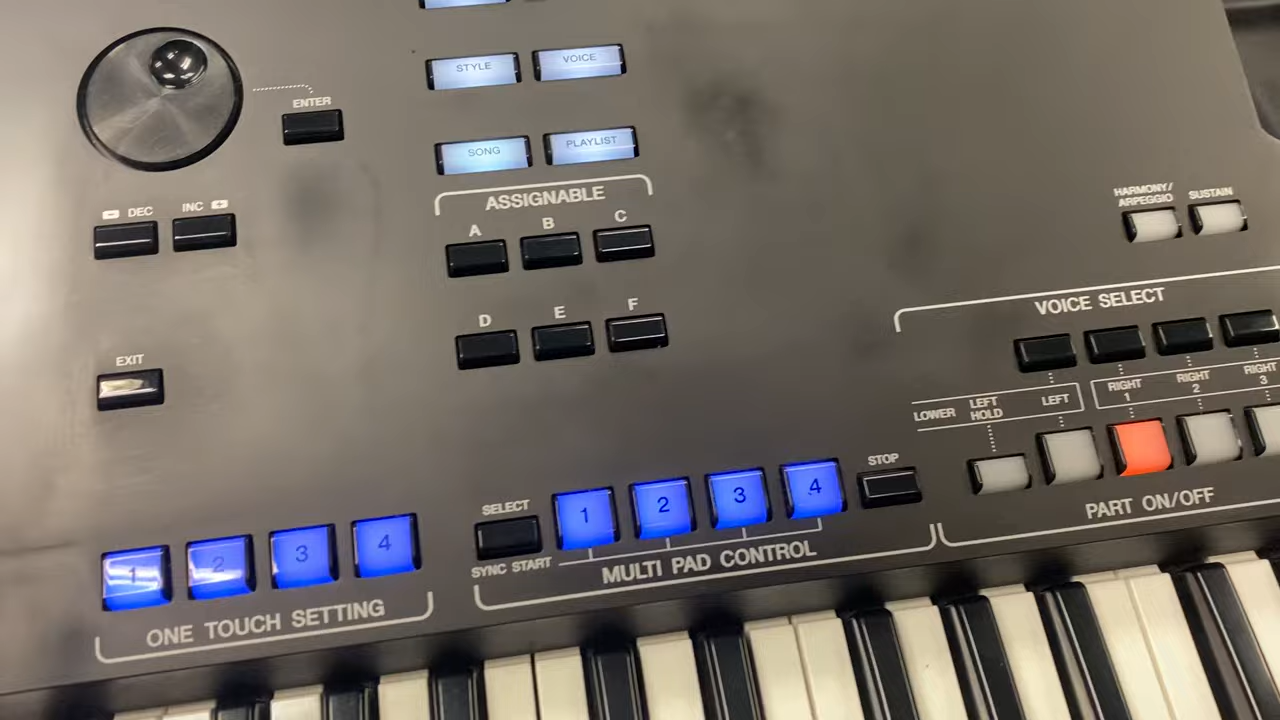 STYLE VOICE
ENTER
SONG PLAYLIST
ASSIGNABLE
- DEC INC +
A B C
D E F
EXIT
HARMONY/
ARPEGGIO
SUSTAIN
VOICE SELECT
LOWER
LEFT
HOLD
LEFT
RIGHT
1
RIGHT
2
RIGHT
3
PART ON/OFF
SELECT
1 2 3 4
STOP
SYNC START
MULTI PAD CONTROL
1 2 3 4
ONE TOUCH SETTING